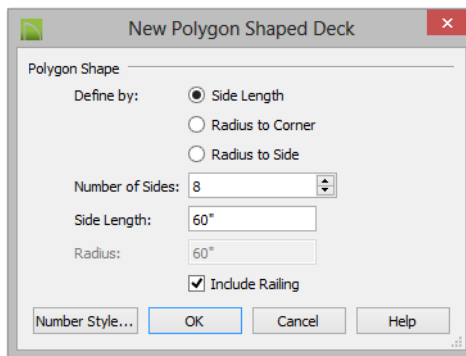 New Polygon Shaped Deck
Polygon Shape
Define by: Side Length
Radius to Corner
Radius to Side
Number of Sides: 8
Side Length: 60"
Radius: 60"
Include Railing
Number Style... OK Cancel Help